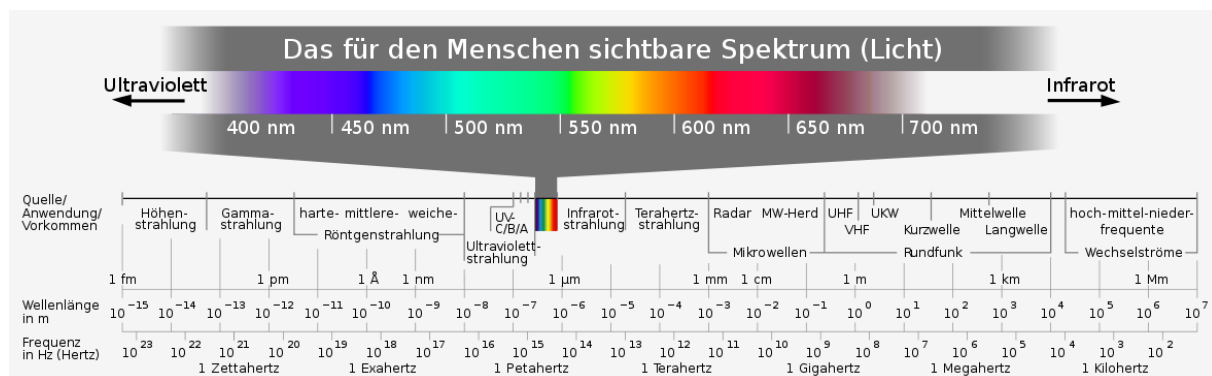 Das für den Menschen sichtbare Spektrum (Licht)
Ultraviolett
Infrarot
400 nm 450 nm 500 nm 550 nm 600 nm 650 nm 700 nm
Quelle/
Anwendung/
Vorkommen
Höhen-
strahlung
Gamma-
strahlung
harte- mittlere- weiche-
Röntgenstrahlung
UV-
C/B/A
Ultraviolett-
strahlung
Infrarot-
strahlung
Terahertz-
strahlung
Radar MW-Herd
Mikrowellen
UHF UKW Mittelwelle
VHF Kurzwelle Langwelle
Rundfunk
hoch-mittel-nieder-
frequente
Wechselströme
1 fm 1 pm 1 Å 1 nm 1 µm 1 mm 1 cm 1 m 1 km 1 Mm
Wellenlänge
in m
10⁻¹⁵ 10⁻¹⁴ 10⁻¹³ 10⁻¹² 10⁻¹¹ 10⁻¹⁰ 10⁻⁹ 10⁻⁸ 10⁻⁷ 10⁻⁶ 10⁻⁵ 10⁻⁴ 10⁻³ 10⁻² 10⁻¹ 10⁰ 10¹ 10² 10³ 10⁴ 10⁵ 10⁶ 10⁷
Frequenz
in Hz (Hertz)
10²³ 10²² 10²¹ 10²⁰ 10¹⁹ 10¹⁸ 10¹⁷ 10¹⁶ 10¹⁵ 10¹⁴ 10¹³ 10¹² 10¹¹ 10¹⁰ 10⁹ 10⁸ 10⁷ 10⁶ 10⁵ 10⁴ 10³ 10²
1 Zettahertz 1 Exahertz 1 Petahertz 1 Terahertz 1 Gigahertz 1 Megahertz 1 Kilohertz